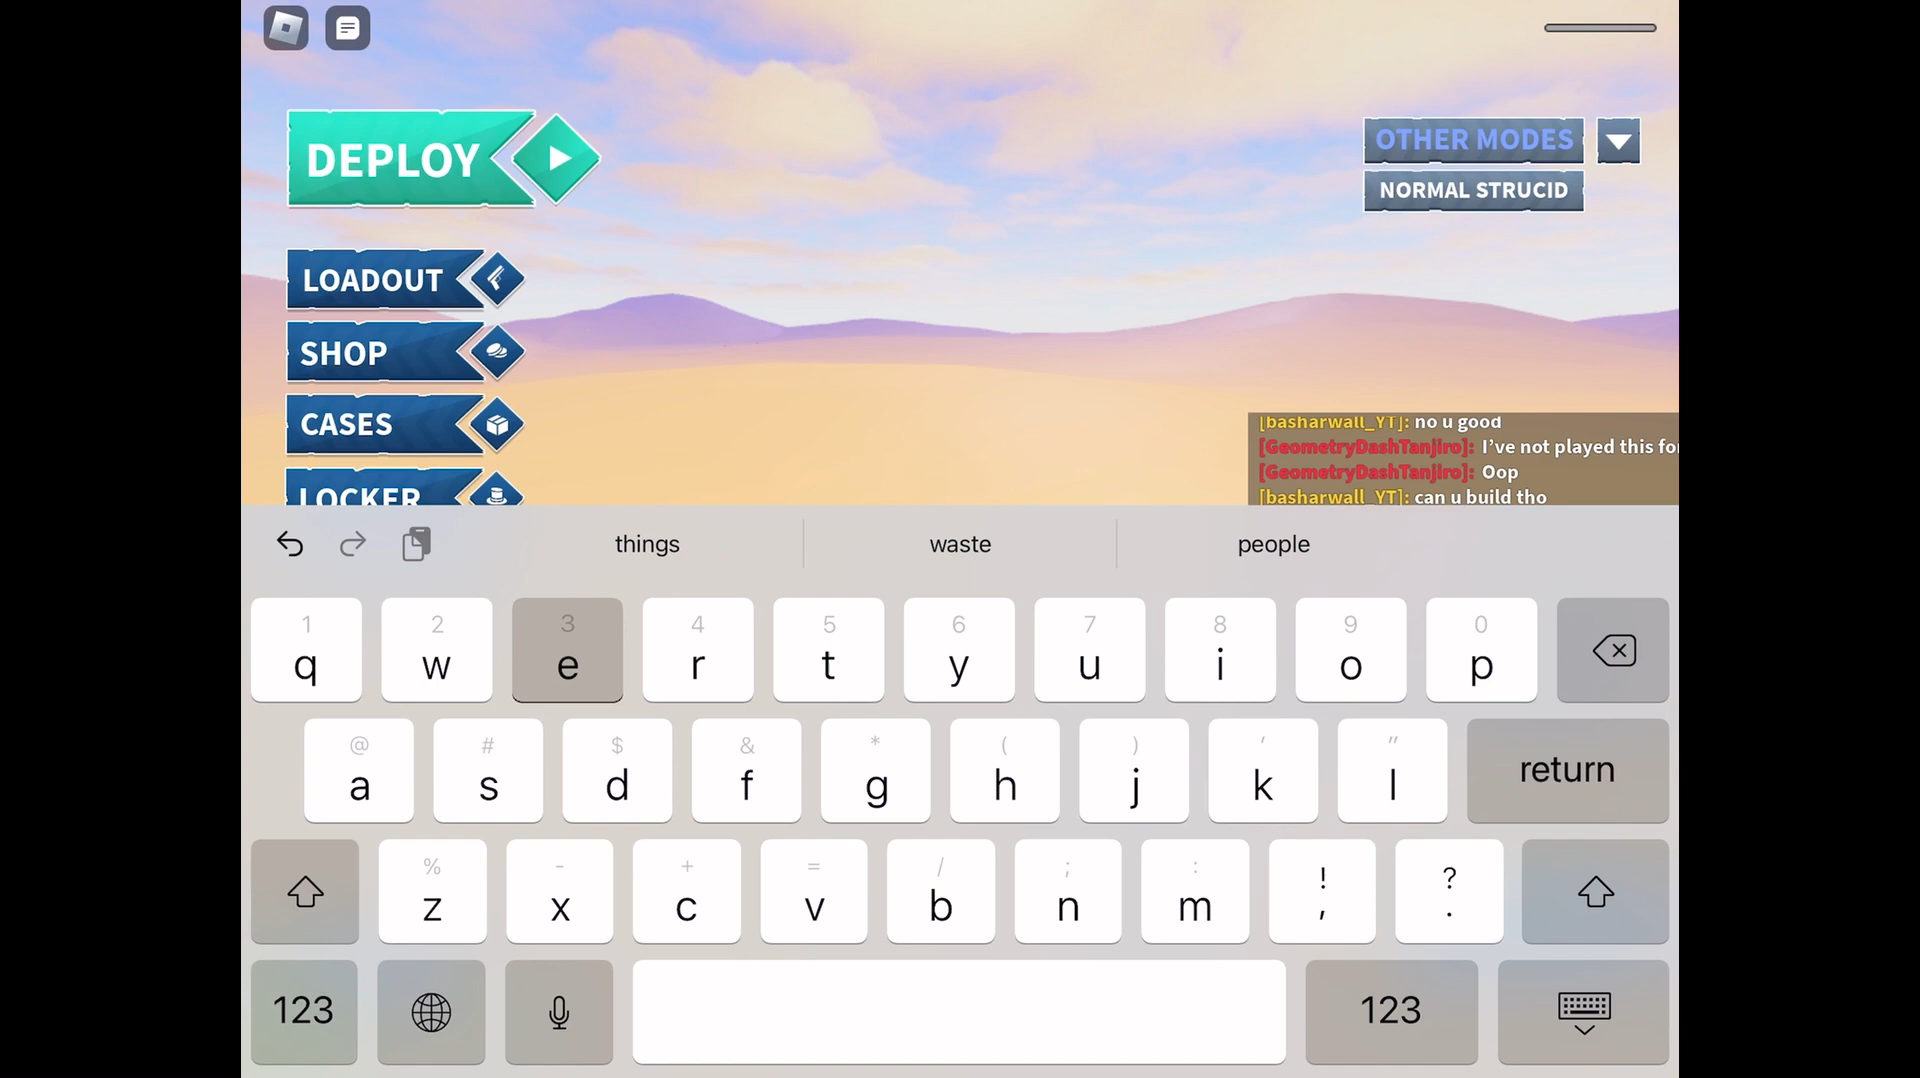 DEPLOY
OTHER MODES
NORMAL STRUCID
LOADOUT
SHOP
CASES
LOCKER
[basharwall_YT]: no u good
[GeometryDashTanjiro]: I’ve not played this for
[GeometryDashTanjiro]: Oop
[basharwall_YT]: can u build tho
things waste people
1 2 3 4 5 6 7 8 9 0
q w e r t y u i o p
@ # $ & * ( ) ' "
a s d f g h j k l return
% - + = / ; : ! ?
z x c v b n m , .
123 123